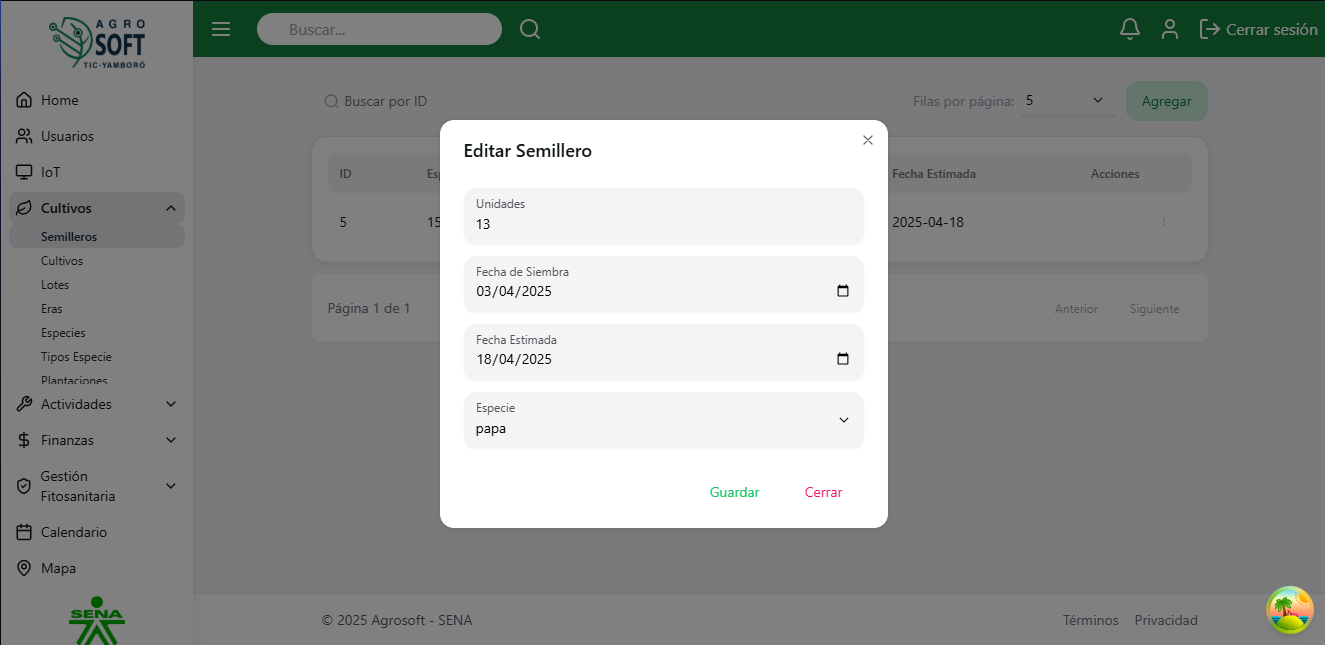 AGRO
SOFT
TIC-YAMBORÓ
Buscar...
Cerrar sesión
Home
Usuarios
IoT
Cultivos
Semilleros
Cultivos
Lotes
Eras
Especies
Tipos Especie
Plantaciones
Actividades
Finanzas
Gestión
Fitosanitaria
Calendario
Mapa
SENA
Buscar por ID
Filas por página: 5
Agregar
ID
Fecha Estimada
Acciones
5
15
2025-04-18
Página 1 de 1
Anterior
Siguiente
Editar Semillero
Unidades
13
Fecha de Siembra
03/04/2025
Fecha Estimada
18/04/2025
Especie
papa
Guardar
Cerrar
© 2025 Agrosoft - SENA
Términos
Privacidad